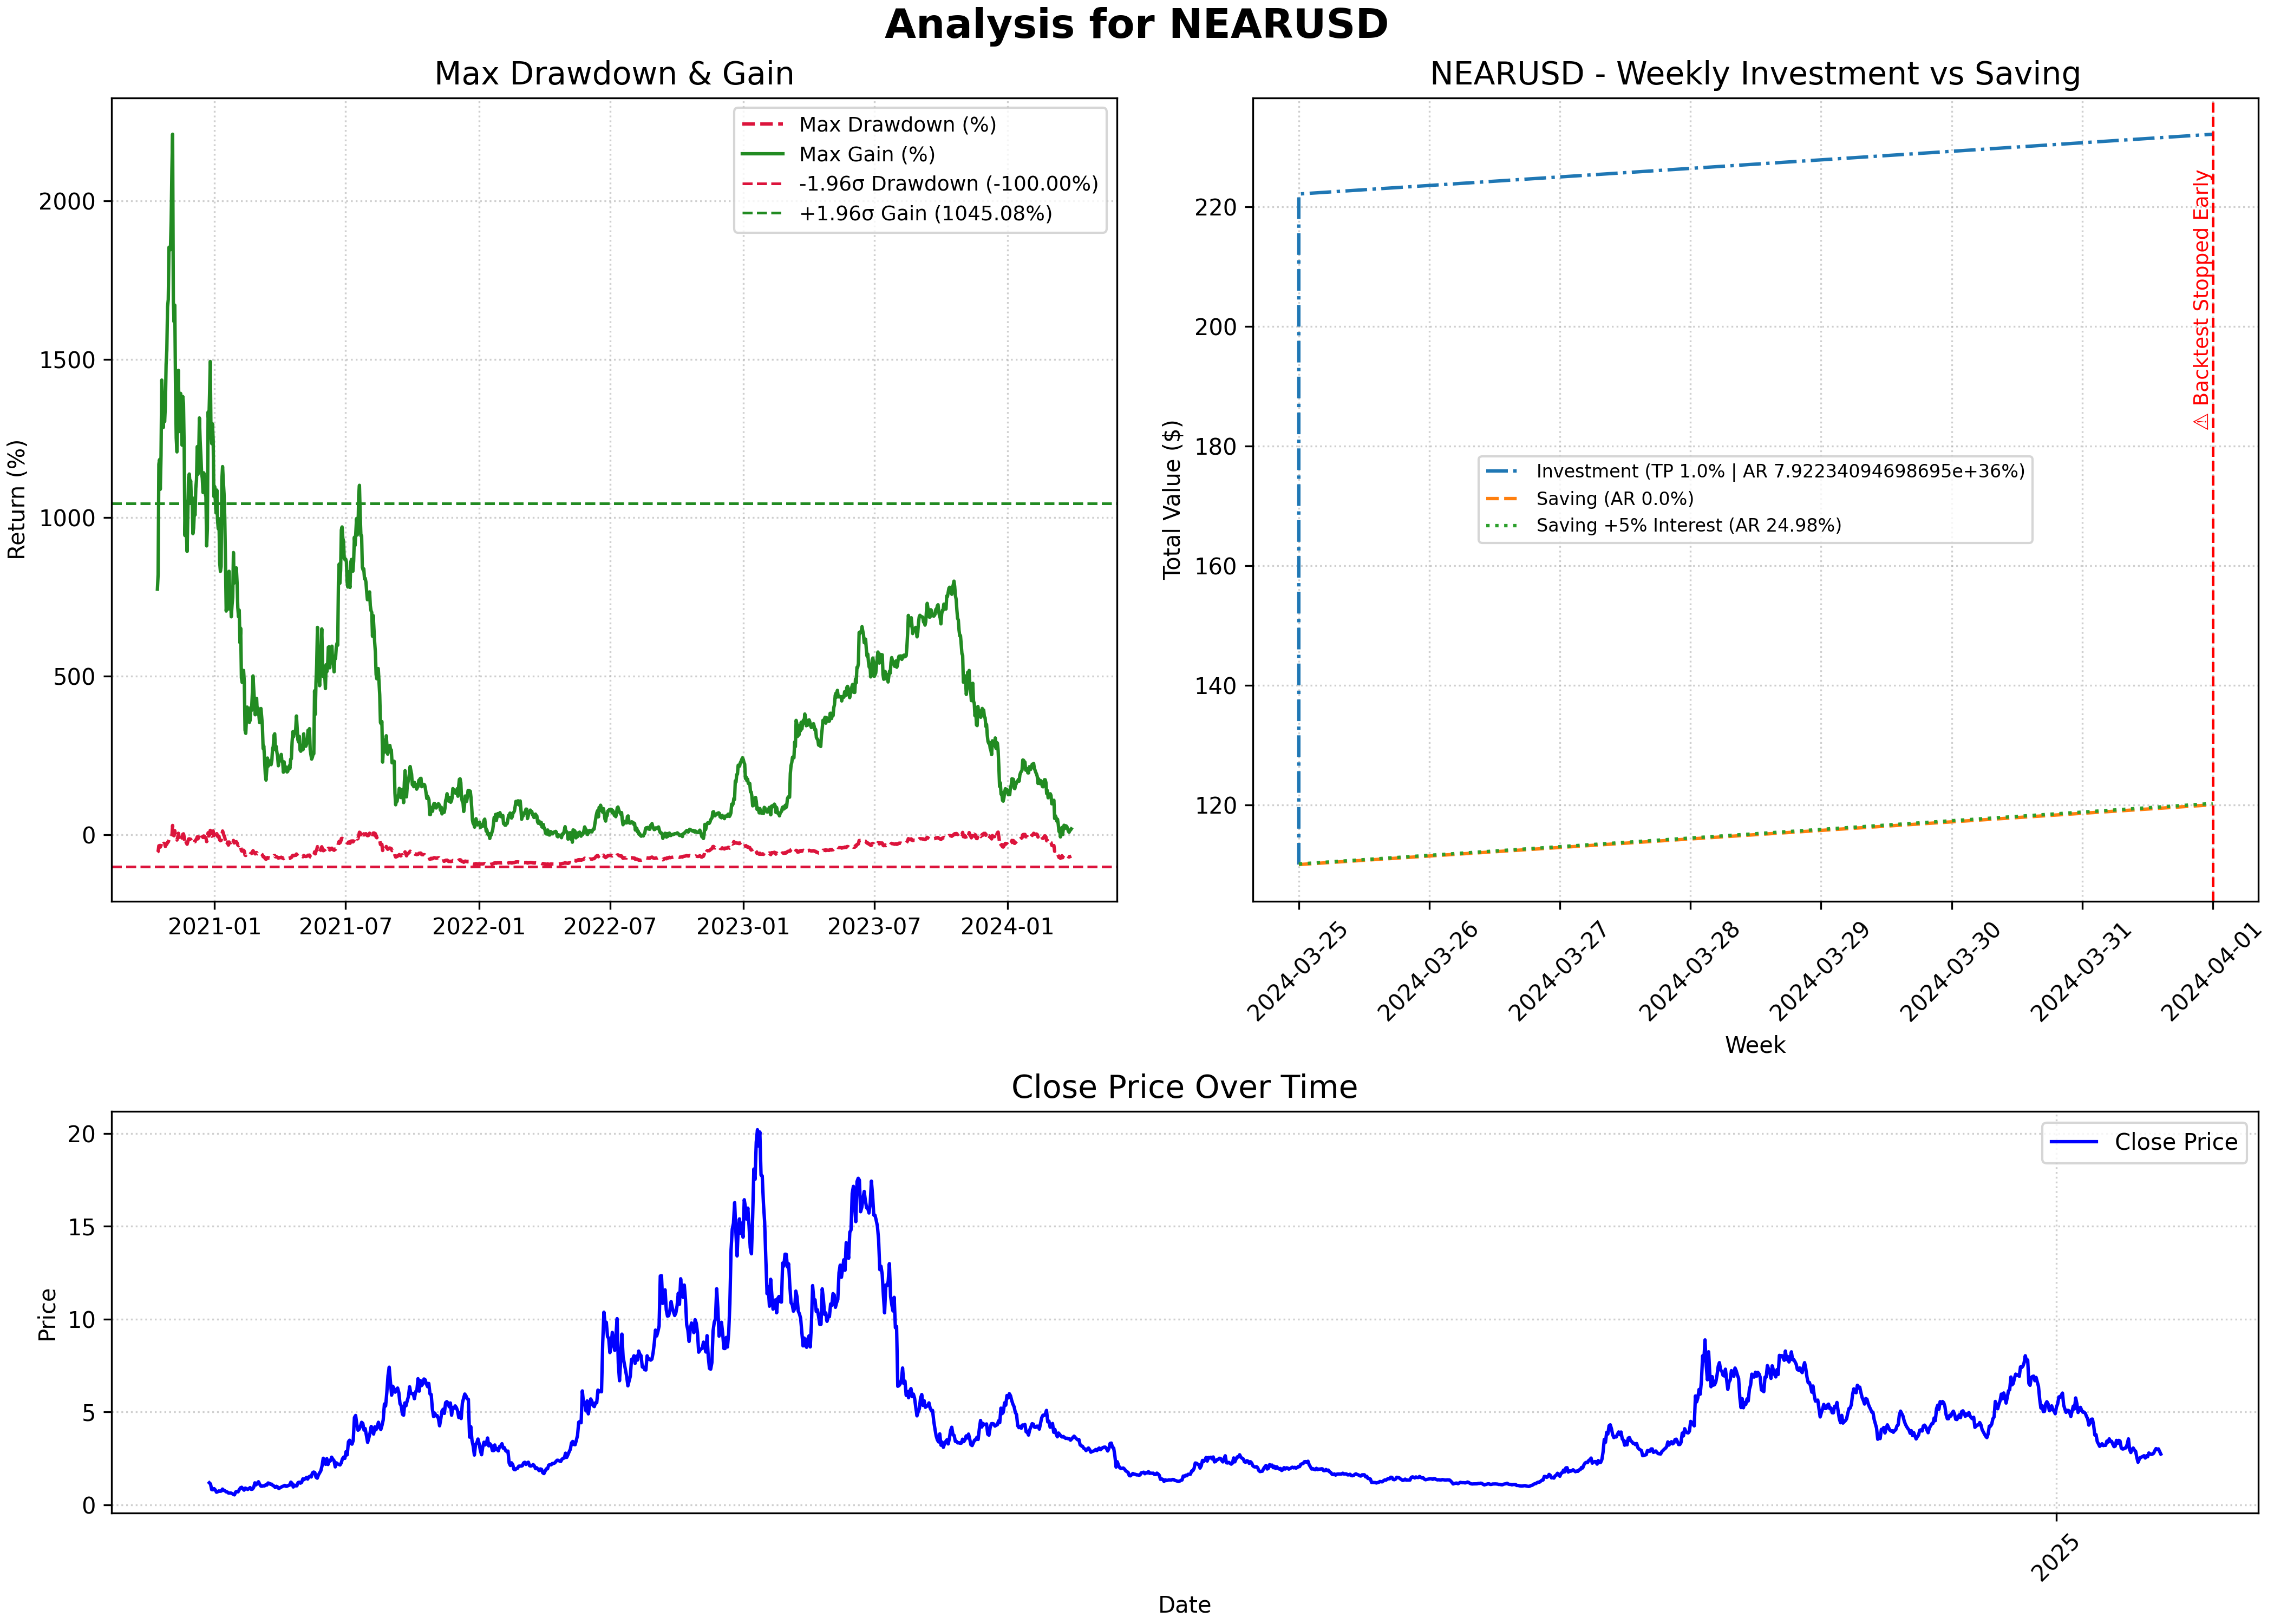 Analysis for NEARUSD
Max Drawdown & Gain
Return (%)
2000
1500
1000
500
0
2021-01
2021-07
2022-01
2022-07
2023-01
2023-07
2024-01
Max Drawdown (%)
Max Gain (%)
-1.96σ Drawdown (-100.00%)
+1.96σ Gain (1045.08%)
NEARUSD - Weekly Investment vs Saving
Total Value ($)
220
200
180
160
140
120
Investment (TP 1.0% | AR 7.92234094698695e+36%)
Saving (AR 0.0%)
Saving +5% Interest (AR 24.98%)
⚠ Backtest Stopped Early
2024-03-25
2024-03-26
2024-03-27
2024-03-28
2024-03-29
2024-03-30
2024-03-31
2024-04-01
Week
Close Price Over Time
Price
20
15
10
5
0
Close Price
2025
Date